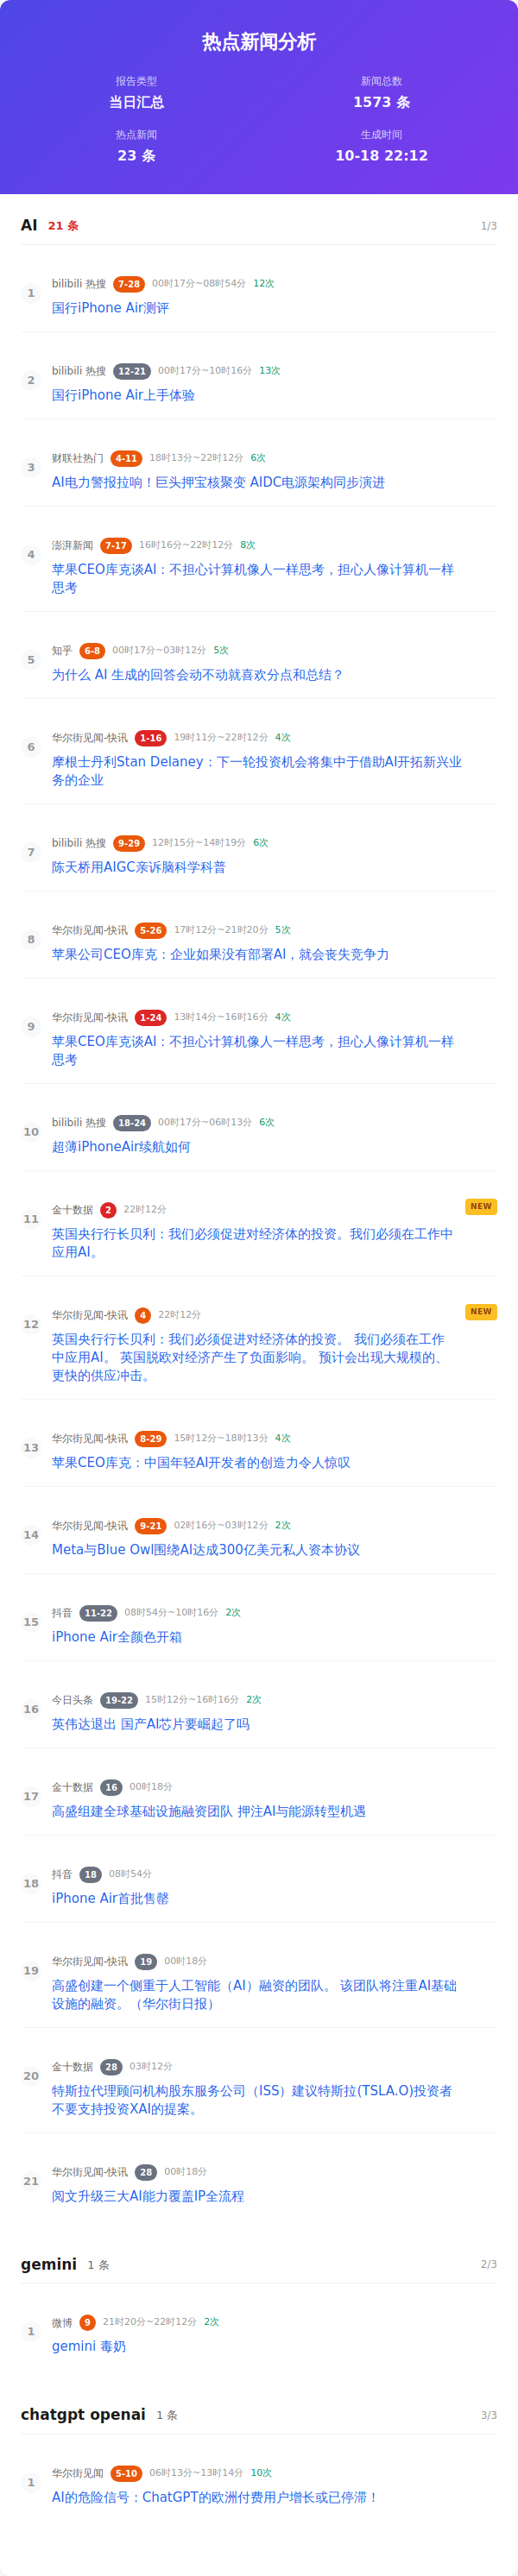 热点新闻分析
报告类型
新闻总数
当日汇总
1573 条
热点新闻
生成时间
23 条
10-18 22:12
AI 21 条 1/3
1
bilibili 热搜 7-28 00时17分~08时54分 12次
国行iPhone Air测评
2
bilibili 热搜 12-21 00时17分~10时16分 13次
国行iPhone Air上手体验
3
财联社热门 4-11 18时13分~22时12分 6次
AI电力警报拉响！巨头押宝核聚变 AIDC电源架构同步演进
4
澎湃新闻 7-17 16时16分~22时12分 8次
苹果CEO库克谈AI：不担心计算机像人一样思考，担心人像计算机一样
思考
5
知乎 6-8 00时17分~03时12分 5次
为什么 AI 生成的回答会动不动就喜欢分点和总结？
6
华尔街见闻-快讯 1-16 19时11分~22时12分 4次
摩根士丹利Stan Delaney：下一轮投资机会将集中于借助AI开拓新兴业
务的企业
7
bilibili 热搜 9-29 12时15分~14时19分 6次
陈天桥用AIGC亲诉脑科学科普
8
华尔街见闻-快讯 5-26 17时12分~21时20分 5次
苹果公司CEO库克：企业如果没有部署AI，就会丧失竞争力
9
华尔街见闻-快讯 1-24 13时14分~16时16分 4次
苹果CEO库克谈AI：不担心计算机像人一样思考，担心人像计算机一样
思考
10
bilibili 热搜 18-24 00时17分~06时13分 6次
超薄iPhoneAir续航如何
11
金十数据 2 22时12分 NEW
英国央行行长贝利：我们必须促进对经济体的投资。我们必须在工作中
应用AI。
12
华尔街见闻-快讯 4 22时12分 NEW
英国央行行长贝利：我们必须促进对经济体的投资。 我们必须在工作
中应用AI。 英国脱欧对经济产生了负面影响。 预计会出现大规模的、
更快的供应冲击。
13
华尔街见闻-快讯 8-29 15时12分~18时13分 4次
苹果CEO库克：中国年轻AI开发者的创造力令人惊叹
14
华尔街见闻-快讯 9-21 02时16分~03时12分 2次
Meta与Blue Owl围绕AI达成300亿美元私人资本协议
15
抖音 11-22 08时54分~10时16分 2次
iPhone Air全颜色开箱
16
今日头条 19-22 15时12分~16时16分 2次
英伟达退出 国产AI芯片要崛起了吗
17
金十数据 16 00时18分
高盛组建全球基础设施融资团队 押注AI与能源转型机遇
18
抖音 18 08时54分
iPhone Air首批售罄
19
华尔街见闻-快讯 19 00时18分
高盛创建一个侧重于人工智能（AI）融资的团队。 该团队将注重AI基础
设施的融资。（华尔街日报）
20
金十数据 28 03时12分
特斯拉代理顾问机构股东服务公司（ISS）建议特斯拉(TSLA.O)投资者
不要支持投资XAI的提案。
21
华尔街见闻-快讯 28 00时18分
阅文升级三大AI能力覆盖IP全流程
gemini 1 条 2/3
1
微博 9 21时20分~22时12分 2次
gemini 毒奶
chatgpt openai 1 条 3/3
1
华尔街见闻 5-10 06时13分~13时14分 10次
AI的危险信号：ChatGPT的欧洲付费用户增长或已停滞！